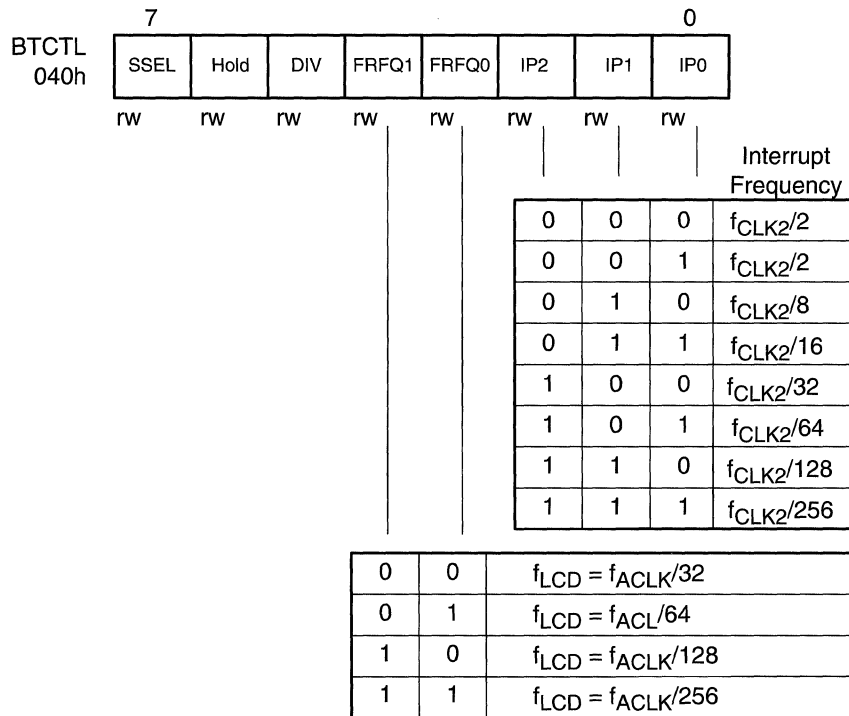 7 0
BTCTL
040h
SSEL Hold DIV FRFQ1 FRFQ0 IP2 IP1 IP0
rw rw rw rw rw rw rw rw
Interrupt
Frequency
0 0 0 fCLK2/2
0 0 1 fCLK2/2
0 1 0 fCLK2/8
0 1 1 fCLK2/16
1 0 0 fCLK2/32
1 0 1 fCLK2/64
1 1 0 fCLK2/128
1 1 1 fCLK2/256
0 0 fLCD = fACLK/32
0 1 fLCD = fACL/64
1 0 fLCD = fACLK/128
1 1 fLCD = fACLK/256